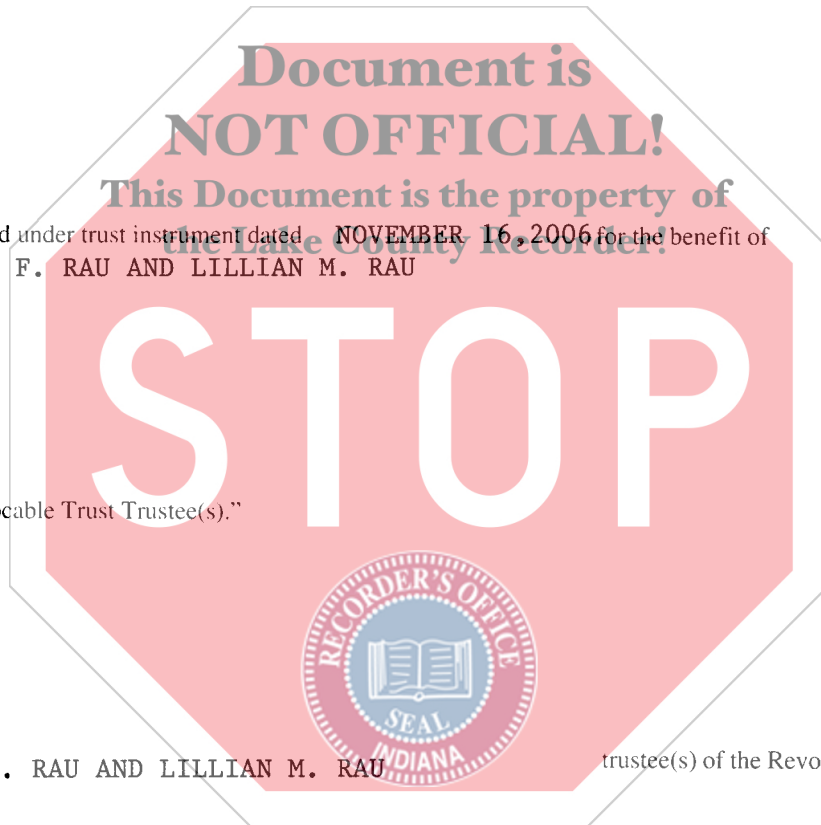 Document is
NOT OFFICIAL!
This Document is the property of
the Lake County Recorder!
d under trust instrument dated NOVEMBER 16,2006 for the benefit of
F. RAU AND LILLIAN M. RAU
STOP
cable Trust Trustee(s).”
RECORDER'S OFFICE
SEAL
INDIANA
. RAU AND LILLIAN M. RAU trustee(s) of the Revo